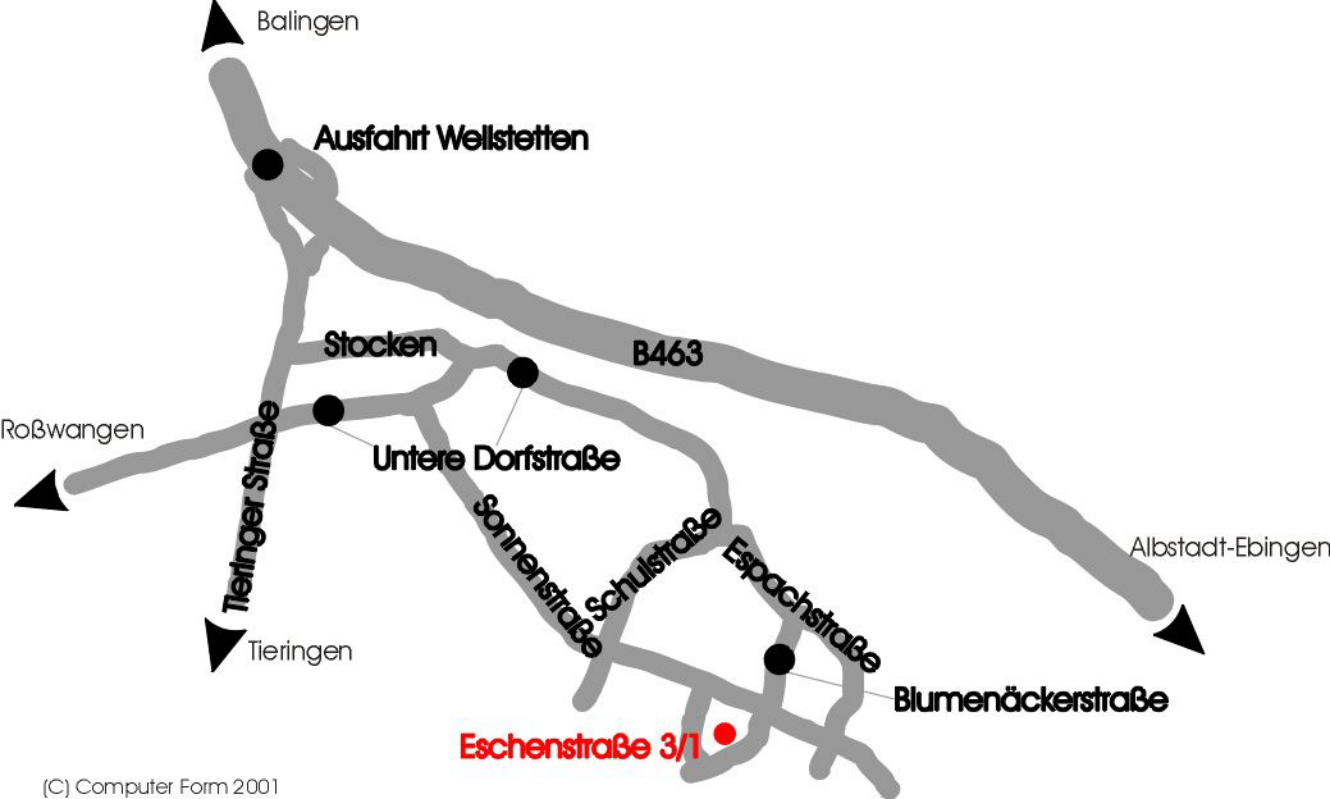 Balingen
Ausfahrt Wellstetten
Stocken
B463
Roßwangen
Tieringer Straße
Untere Dorfstraße
Sonnenstraße
Schulstraße
Espachstraße
Albstadt-Ebingen
Tieringen
Blumenäckerstraße
Eschenstraße 3/1
(C) Computer Form 2001